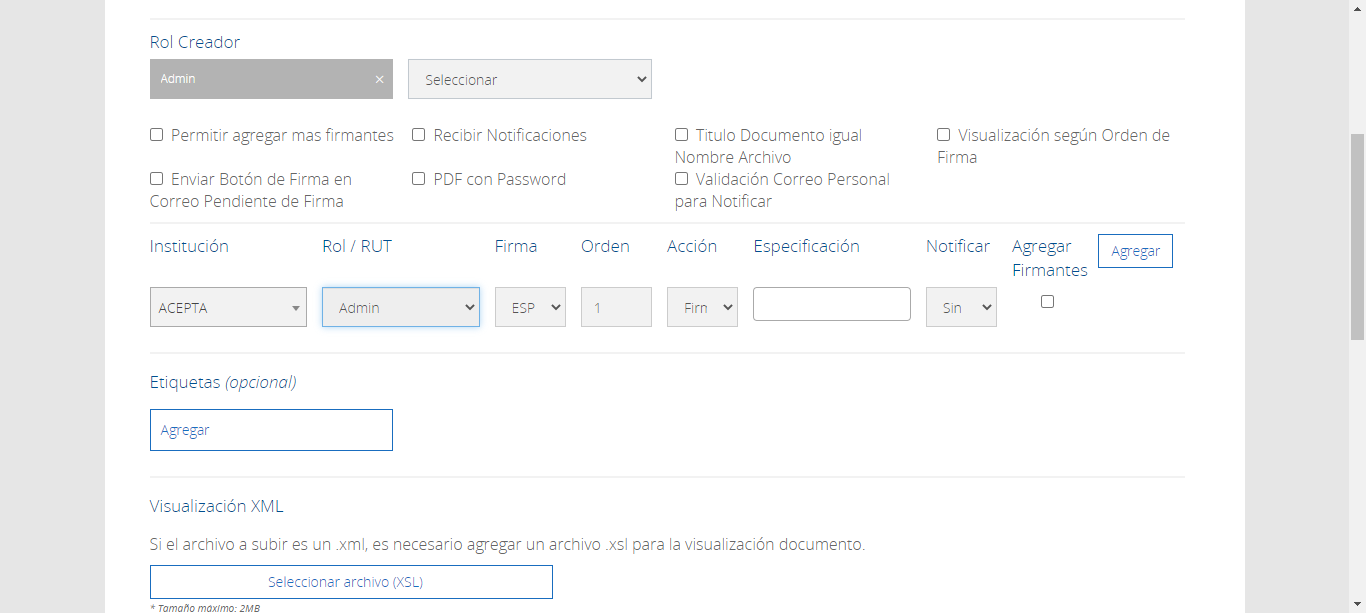 Rol Creador
Admin ×
Seleccionar
Permitir agregar mas firmantes
Recibir Notificaciones
Titulo Documento igual
Nombre Archivo
Visualización según Orden de
Firma
Enviar Botón de Firma en
Correo Pendiente de Firma
PDF con Password
Validación Correo Personal
para Notificar
Institución
Rol / RUT
Firma
Orden
Acción
Especificación
Notificar
Agregar
Firmantes
Agregar
ACEPTA
Admin
ESP
1
Firn
Sin
Etiquetas (opcional)
Agregar
Visualización XML
Si el archivo a subir es un .xml, es necesario agregar un archivo .xsl para la visualización documento.
Seleccionar archivo (XSL)
* Tamaño máximo: 2MB